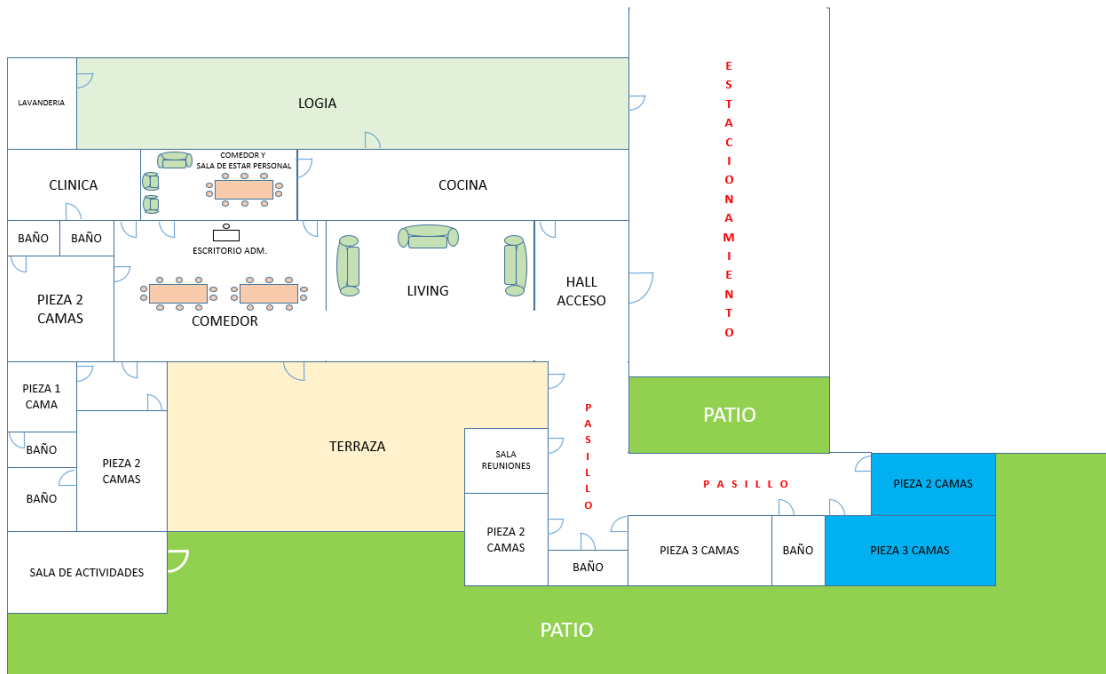 LAVANDERIA
LOGIA
ESTACIONAMIENTO
CLINICA
COMEDOR Y
SALA DE ESTAR PERSONAL
COCINA
BAÑO
BAÑO
ESCRITORIO ADM.
PIEZA 2
CAMAS
COMEDOR
LIVING
HALL
ACCESO
PIEZA 1
CAMA
BAÑO
BAÑO
PIEZA 2
CAMAS
TERRAZA
SALA
REUNIONES
PIEZA 2
CAMAS
PASILLO
PATIO
PASILLO
PIEZA 2 CAMAS
BAÑO
PIEZA 3 CAMAS
BAÑO
PIEZA 3 CAMAS
SALA DE ACTIVIDADES
PATIO